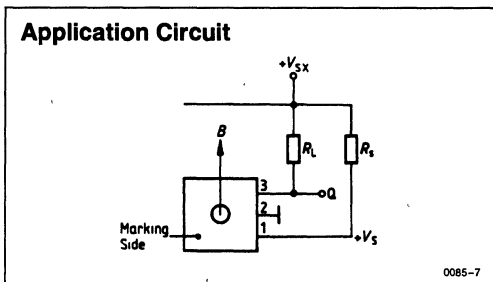 Application Circuit
+VSX
B
RL
Rs
3
Q
2
Marking
Side
1
+VS
0085-7